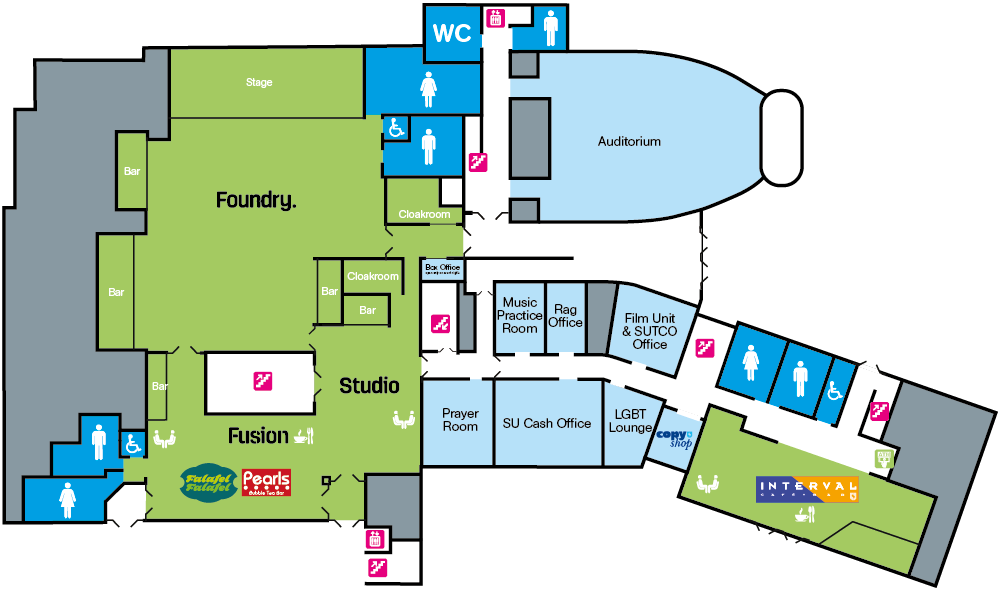 WC
Stage
Auditorium
Bar
Foundry.
Cloakroom
Box Office
Cloakroom
Bar
Bar
Bar
Music
Practice
Room
Rag
Office
Film Unit
& SUTCO
Office
Bar
Studio
Prayer
Room
SU Cash Office
LGBT
Lounge
copy
shop
Fusion
Falafel
Falafel
Pearls
Bubble Tea Bar
INTERVAL